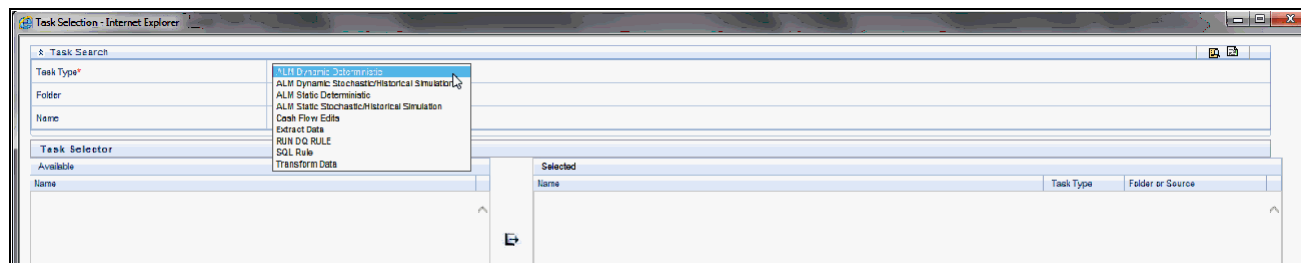 Task Selection - Internet Explorer
Task Search
Task Type*
ALM Dynamic Deterministic
ALM Dynamic Stochastic/Historical Simulation
Folder
ALM Static Deterministic
ALM Static Stochastic/Historical Simulation
Name
Cash Flow Edits
Extract Data
RUN DQ RULE
SQL Rule
Transform Data
Task Selector
Available
Selected
Name
Name Task Type Folder or Source